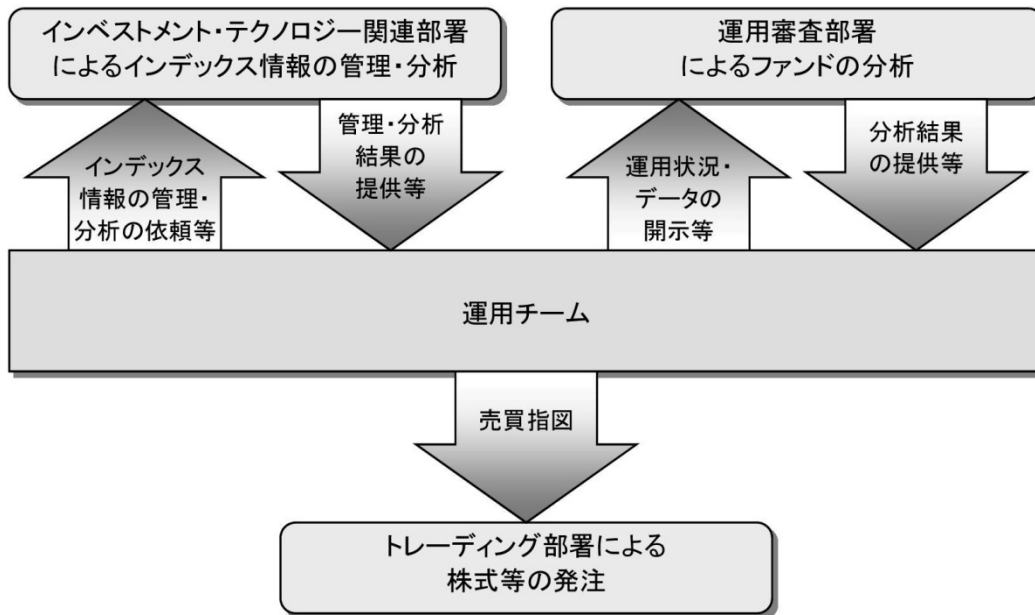 インベストメント・テクノロジー関連部署
によるインデックス情報の管理・分析
運用審査部署
によるファンドの分析
インデックス
情報の管理・
分析の依頼等
管理・分析
結果の
提供等
運用状況・
データの
開示等
分析結果
の提供等
運用チーム
売買指図
トレーディング部署による
株式等の発注